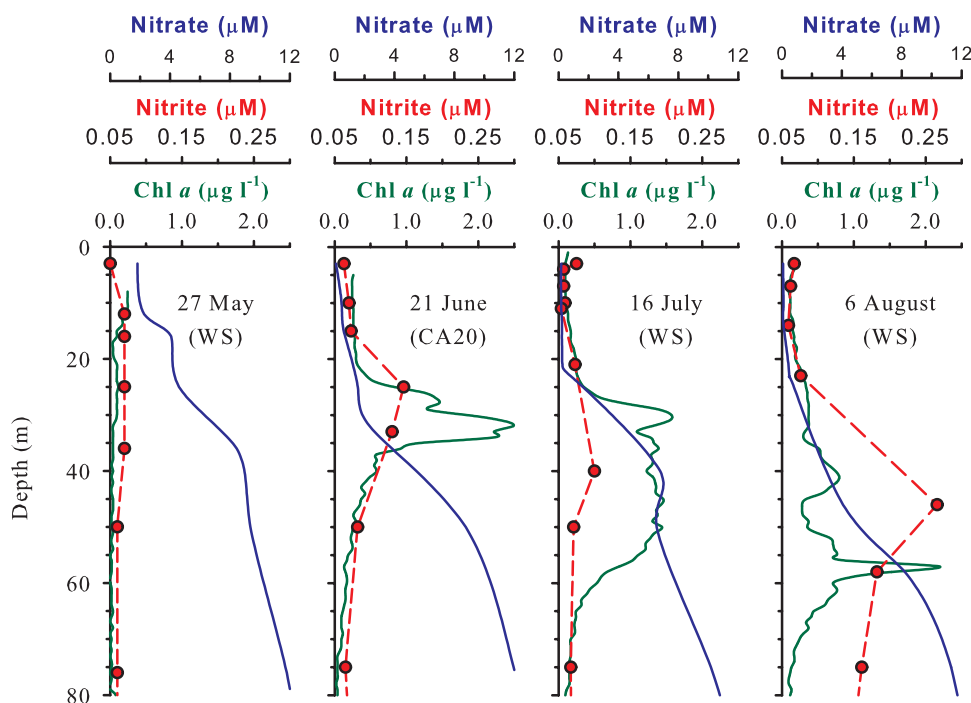 Nitrate (µM) Nitrate (µM) Nitrate (µM) Nitrate (µM)
0 4 8 12 0 4 8 12 0 4 8 12 0 4 8 12
Nitrite (µM) Nitrite (µM) Nitrite (µM) Nitrite (µM)
0.05 0.15 0.25 0.05 0.15 0.25 0.05 0.15 0.25 0.05 0.15 0.25
Chl a (µg l⁻¹) Chl a (µg l⁻¹) Chl a (µg l⁻¹) Chl a (µg l⁻¹)
0.0 1.0 2.0 0.0 1.0 2.0 0.0 1.0 2.0 0.0 1.0 2.0
0
27 May 21 June 16 July 6 August
(WS) (CA20) (WS) (WS)
20
40
60
80
Depth (m)